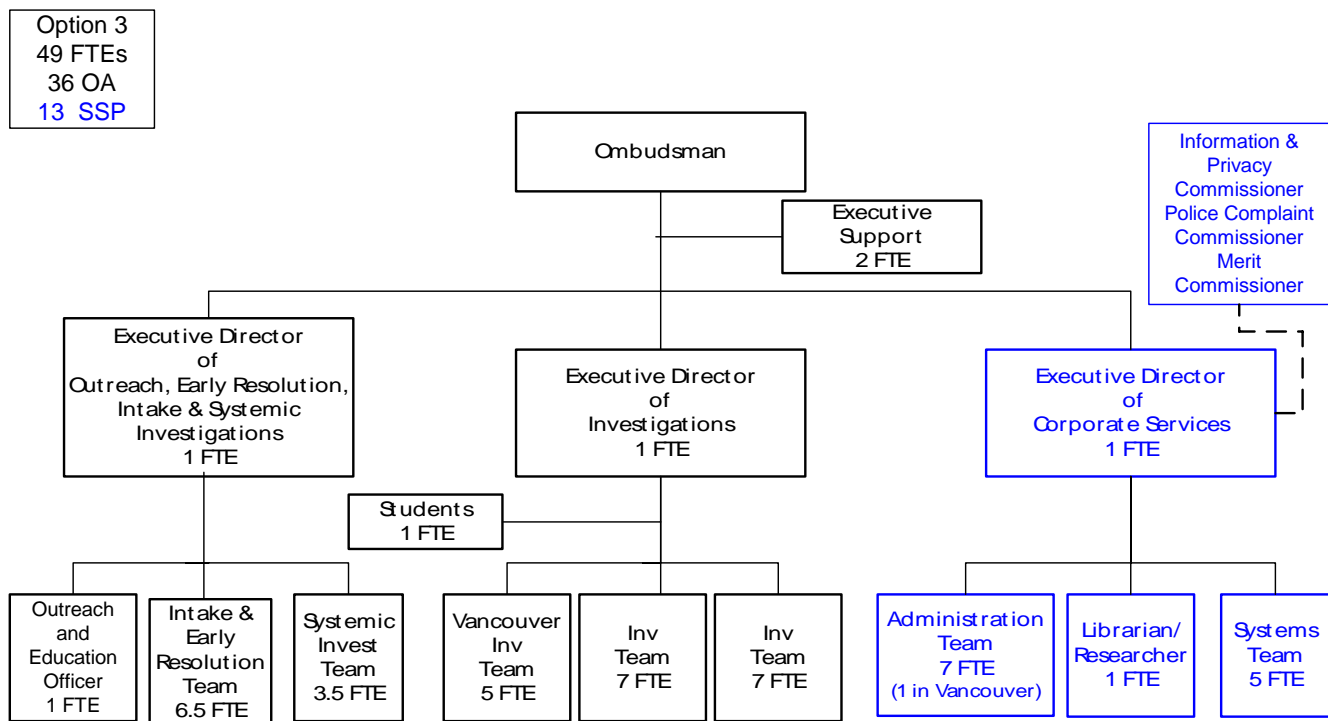 Option 3
49 FTEs
36 OA
13 SSP
Ombudsman
Executive
Support
2 FTE
Information &
Privacy
Commissioner
Police Complaint
Commissioner
Merit
Commissioner
Executive Director
of
Outreach, Early Resolution,
Intake & Systemic
Investigations
1 FTE
Executive Director
of
Investigations
1 FTE
Executive Director
of
Corporate Services
1 FTE
Students
1 FTE
Outreach
and
Education
Officer
1 FTE
Intake &
Early
Resolution
Team
6.5 FTE
Systemic
Invest
Team
3.5 FTE
Vancouver
Inv
Team
5 FTE
Inv
Team
7 FTE
Inv
Team
7 FTE
Administration
Team
7 FTE
(1 in Vancouver)
Librarian/
Researcher
1 FTE
Systems
Team
5 FTE